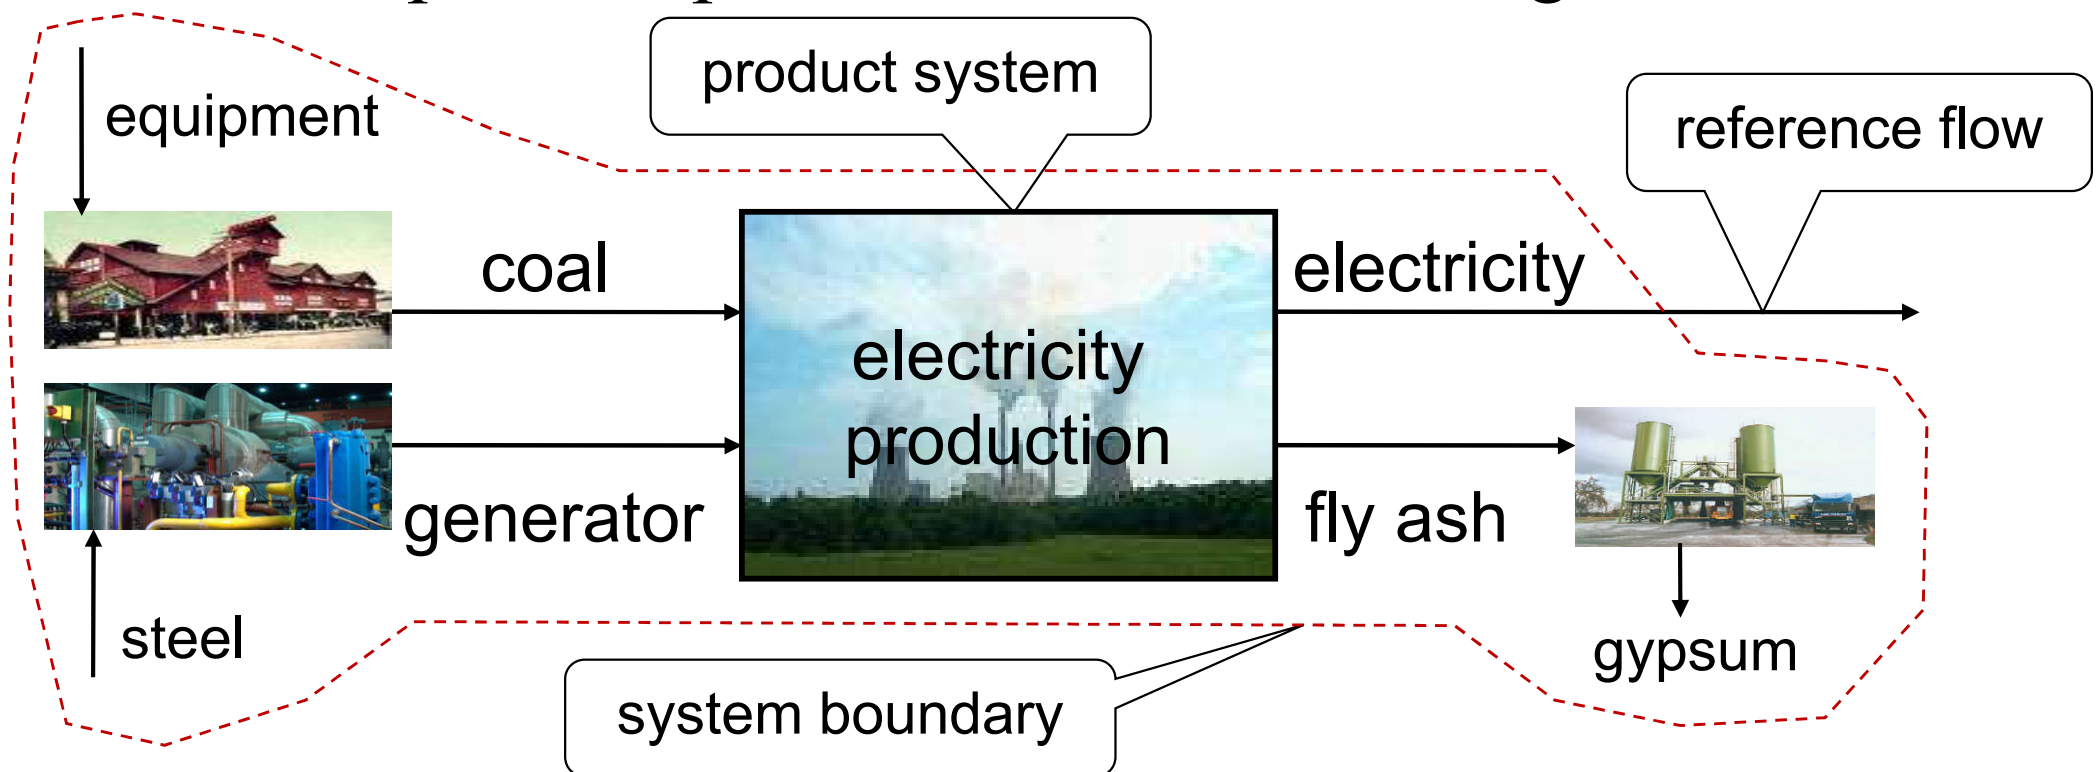 product system
reference flow
equipment
coal
electricity
electricity
production
generator
fly ash
steel
gypsum
system boundary